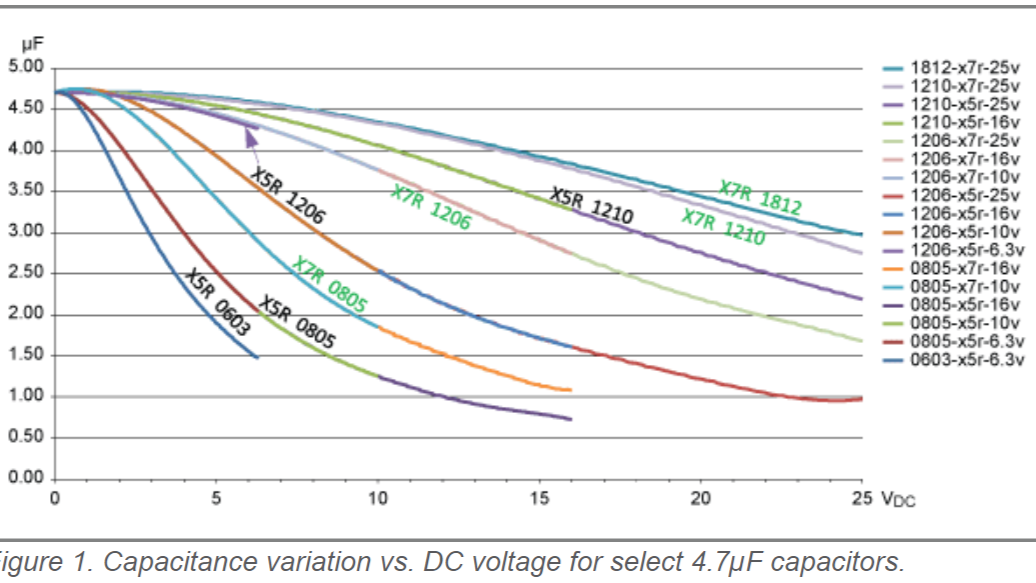 µF
5.00
4.50
4.00
3.50
3.00
2.50
2.00
1.50
1.00
0.50
0.00
0
5
10
15
20
25
VDC
X5R 0603
X5R 0805
X7R 0805
X5R 1206
X7R 1206
X5R 1210
X7R 1210
X7R 1812
1812-x7r-25v
1210-x7r-25v
1210-x5r-25v
1210-x5r-16v
1206-x7r-25v
1206-x7r-16v
1206-x7r-10v
1206-x5r-25v
1206-x5r-16v
1206-x5r-10v
1206-x5r-6.3v
0805-x7r-16v
0805-x7r-10v
0805-x5r-16v
0805-x5r-10v
0805-x5r-6.3v
0603-x5r-6.3v
igure 1. Capacitance variation vs. DC voltage for select 4.7µF capacitors.